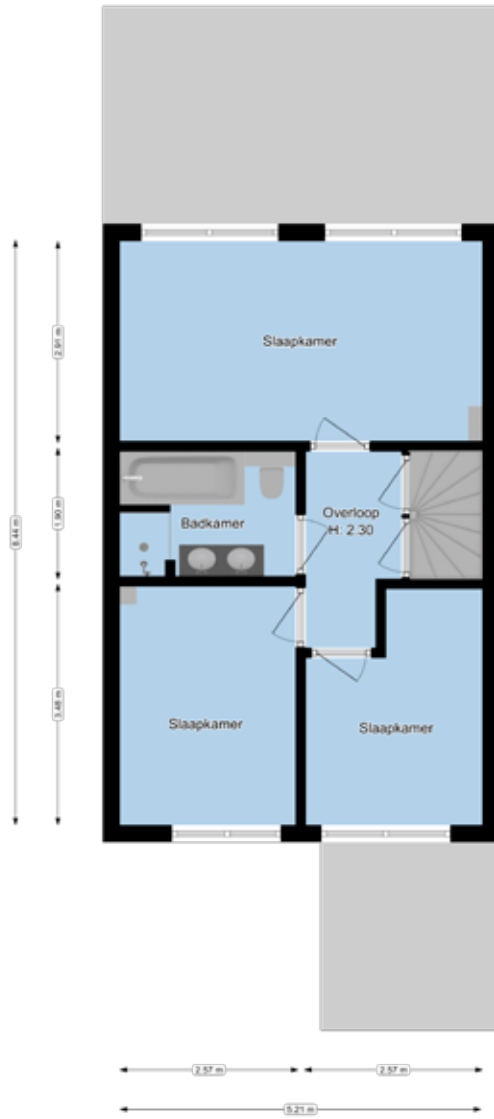 Slaapkamer
2.91 m
Overloop
H: 2.30
Badkamer
1.90 m
8.44 m
Slaapkamer
Slaapkamer
3.48 m
2.57 m
2.57 m
5.21 m